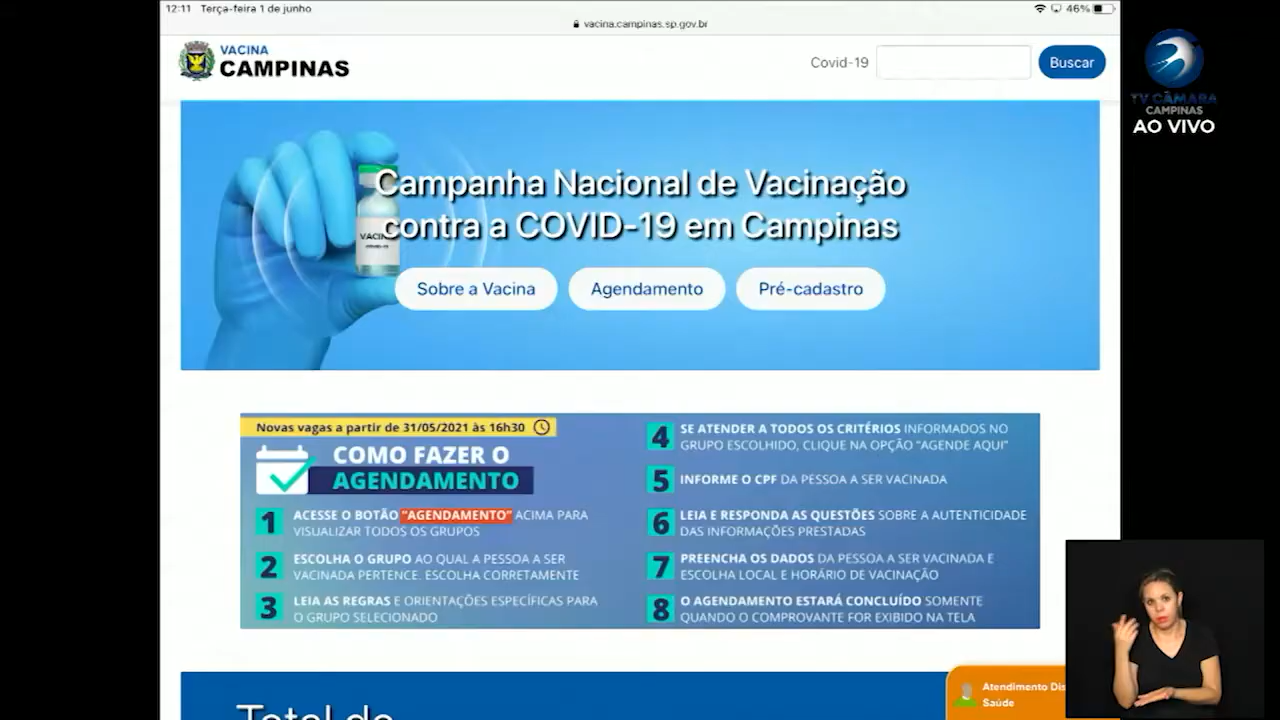 12:11 Terça-feira 1 de junho
46%
vacina.campinas.sp.gov.br
VACINA
CAMPINAS
Covid-19
Buscar
TV CÂMARA
CAMPINAS
AO VIVO
Campanha Nacional de Vacinação
contra a COVID-19 em Campinas
Sobre a Vacina
Agendamento
Pré-cadastro
Novas vagas a partir de 31/05/2021 às 16h30
COMO FAZER O
AGENDAMENTO
1 ACESSE O BOTÃO "AGENDAMENTO" ACIMA PARA
VISUALIZAR TODOS OS GRUPOS
2 ESCOLHA O GRUPO AO QUAL A PESSOA A SER
VACINADA PERTENCE. ESCOLHA CORRETAMENTE
3 LEIA AS REGRAS E ORIENTAÇÕES ESPECÍFICAS PARA
O GRUPO SELECIONADO
4 SE ATENDER A TODOS OS CRITÉRIOS INFORMADOS NO
GRUPO ESCOLHIDO, CLIQUE NA OPÇÃO "AGENDE AQUI"
5 INFORME O CPF DA PESSOA A SER VACINADA
6 LEIA E RESPONDA AS QUESTÕES SOBRE A AUTENTICIDADE
DAS INFORMAÇÕES PRESTADAS
7 PREENCHA OS DADOS DA PESSOA A SER VACINADA E
ESCOLHA LOCAL E HORÁRIO DE VACINAÇÃO
8 O AGENDAMENTO ESTARÁ CONCLUÍDO SOMENTE
QUANDO O COMPROVANTE FOR EXIBIDO NA TELA
Total de
Atendimento Dis
Saúde